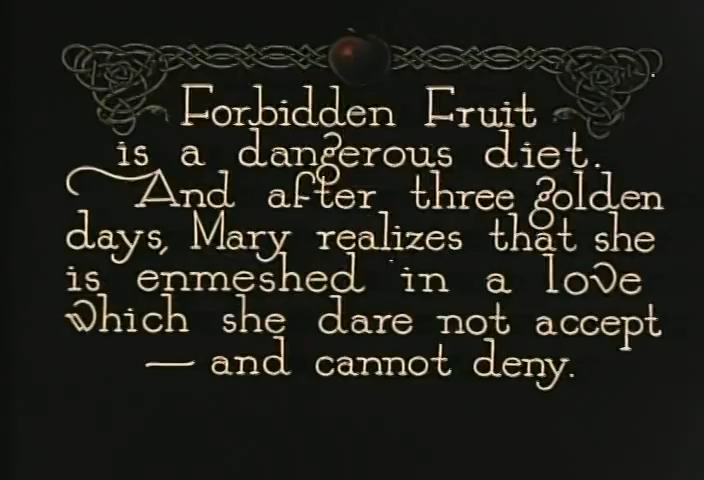 Forbidden Fruit
is a dangerous diet.
And after three golden
days, Mary realizes that she
is enmeshed in a love
which she dare not accept
— and cannot deny.